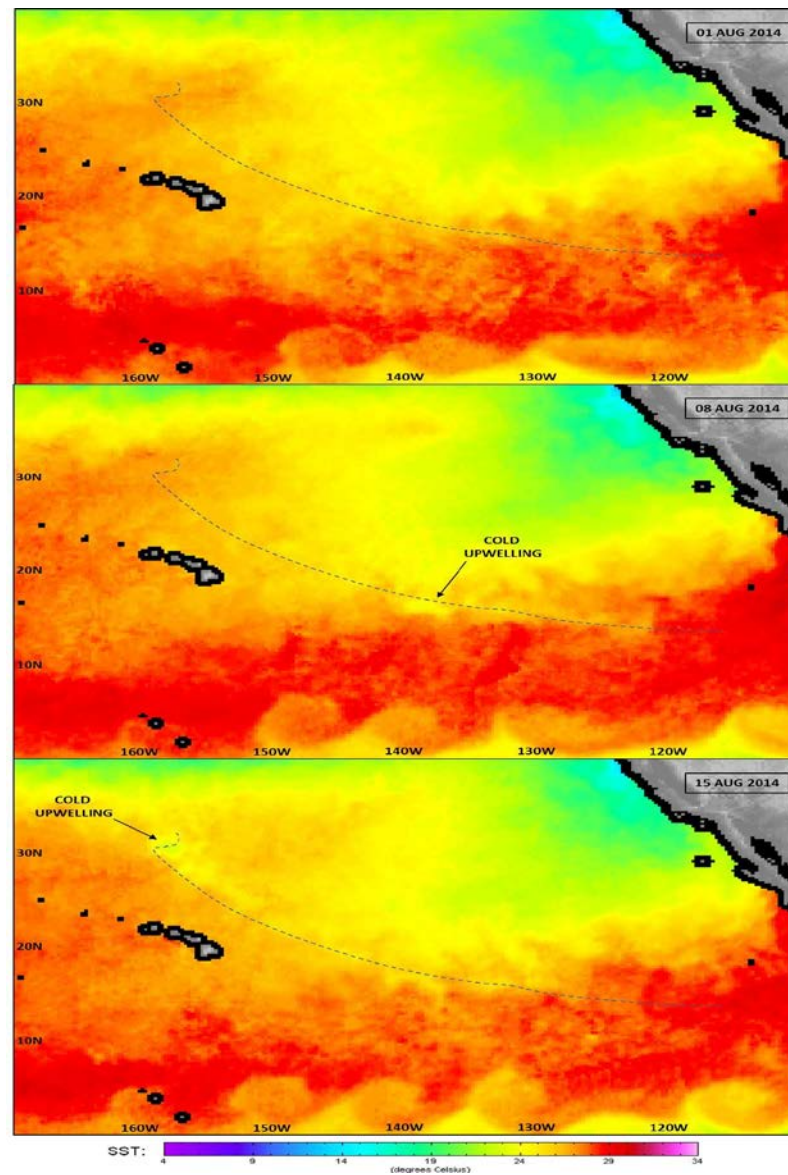 01 AUG 2014
30N
20N
10N
160W 150W 140W 130W 120W
08 AUG 2014
30N
COLD
UPWELLING
20N
10N
160W 150W 140W 130W 120W
15 AUG 2014
COLD
UPWELLING
30N
20N
10N
160W 150W 140W 130W 120W
SST: 4 9 14 19 24 29 34
(degrees Celsius)